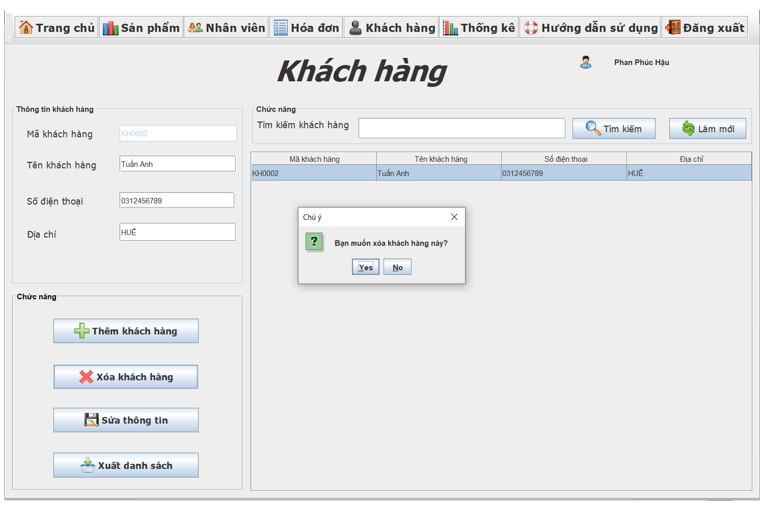 Trang chủ Sản phẩm Nhân viên Hóa đơn Khách hàng Thống kê Hướng dẫn sử dụng Đăng xuất
Khách hàng
Phan Phúc Hậu
Thông tin khách hàng
Mã khách hàng KH0002
Tên khách hàng Tuấn Anh
Số điện thoại 0312456789
Địa chỉ HUẾ
Chức năng
Tìm kiếm khách hàng Tìm kiếm Làm mới
Mã khách hàng Tên khách hàng Số điện thoại Địa chỉ
KH0002 Tuấn Anh 0312456789 HUẾ
Chú ý
Bạn muốn xóa khách hàng này?
Yes No
Chức năng
Thêm khách hàng
Xóa khách hàng
Sửa thông tin
Xuất danh sách